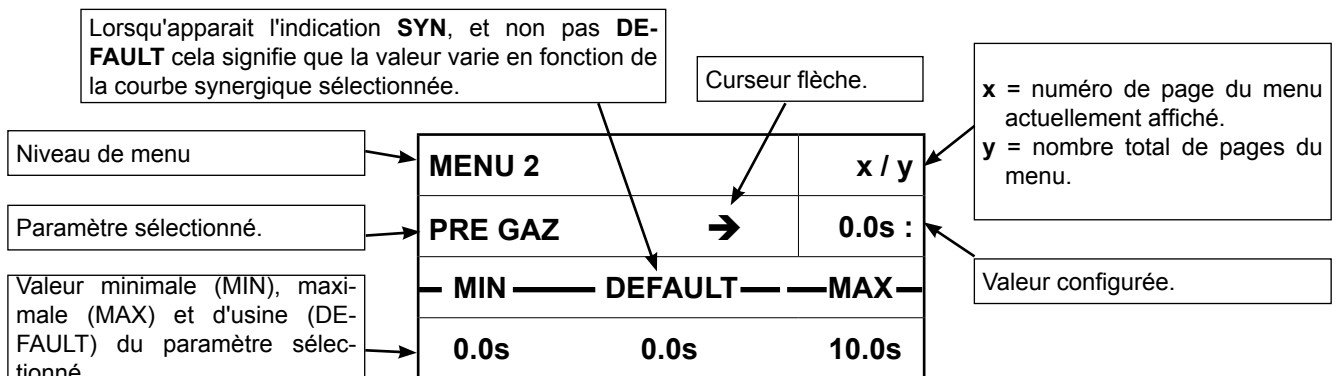 Lorsqu'apparait l'indication SYN, et non pas DE-
FAULT cela signifie que la valeur varie en fonction de
la courbe synergique sélectionnée.
Curseur flèche.
x = numéro de page du menu
actuellement affiché.
y = nombre total de pages du
menu.
Niveau de menu
MENU 2 x / y
Paramètre sélectionné.
PRE GAZ ➔ 0.0s :
Valeur configurée.
Valeur minimale (MIN), maxi-
male (MAX) et d'usine (DE-
FAULT) du paramètre sélec-
tionné.
MIN DEFAULT MAX
0.0s 0.0s 10.0s